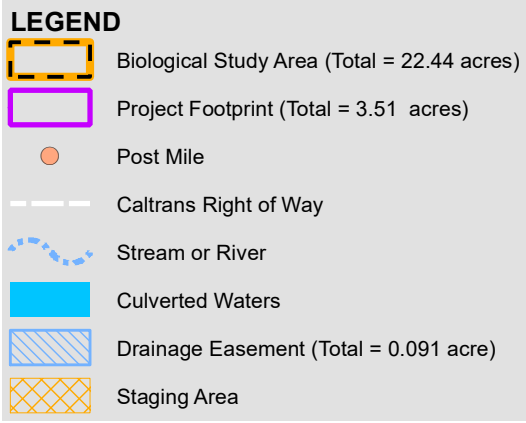 LEGEND
Biological Study Area (Total = 22.44 acres)
Project Footprint (Total = 3.51  acres)
Post Mile
Caltrans Right of Way
Stream or River
Culverted Waters
Drainage Easement (Total = 0.091 acre)
Staging Area